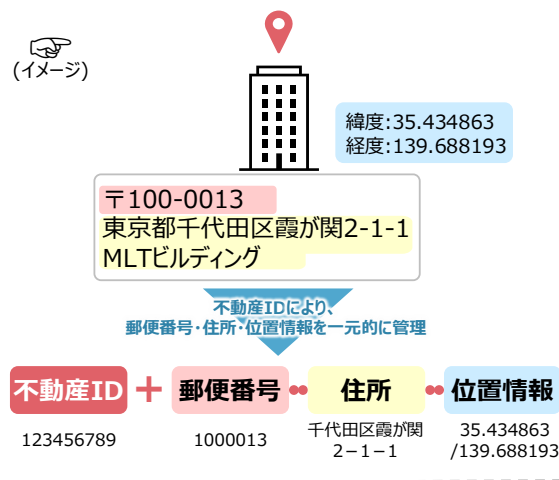 (イメージ)
緯度:35.434863
経度:139.688193
〒100-0013
東京都千代田区霞が関2-1-1
MLTビルディング
不動産IDにより、
郵便番号・住所・位置情報を一元的に管理
不動産ID + 郵便番号 住所 位置情報
123456789 1000013 千代田区霞が関 35.434863
2-1-1 /139.688193